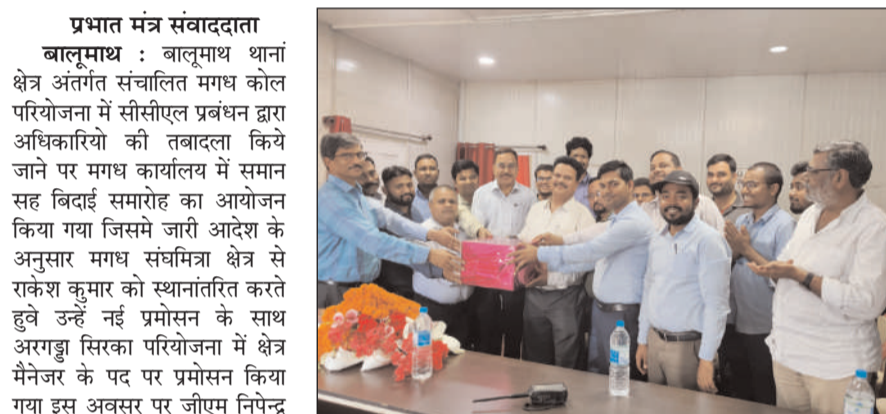 प्रभात मंत्र संवाददाता
बालूमाथ : बालूमाथ थानां
क्षेत्र अंतर्गत संचालित मगध कोल
परियोजना में सीसीएल प्रबंधन द्वारा
अधिकारियो की तबादला किये
जाने पर मगध कार्यालय में समान
सह बिदाई समारोह का आयोजन
किया गया जिसमे जारी आदेश के
अनुसार मगध संघमित्रा क्षेत्र से
राकेश कुमार को स्थानांतरित करते
हुवे उन्हें नई प्रमोसन के साथ
अरगड्डा सिरका परियोजना में क्षेत्र
मैनेजर के पद पर प्रमोसन किया
गया इस अवसर पर जीएम निपेन्द्र